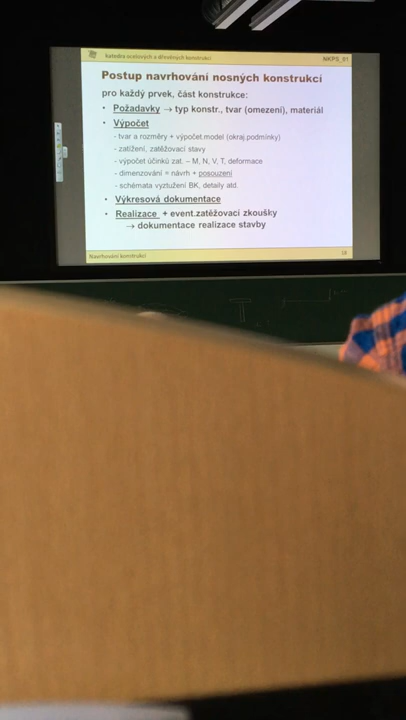 katedra ocelových a dřevěných konstrukcí
NKPS_01
Postup navrhování nosných konstrukcí
pro každý prvek, část konstrukce:
• Požadavky → typ konstr., tvar (omezení), materiál
• Výpočet
- tvar a rozměry + výpočet.model (okraj.podmínky)
- zatížení, zatěžovací stavy
- výpočet účinků zat. – M, N, V, T, deformace
- dimenzování = návrh + posouzení
- schémata vyztužení BK, detaily atd.
• Výkresová dokumentace
• Realizace + event.zatěžovací zkoušky
→ dokumentace realizace stavby
Navrhování konstrukcí
18